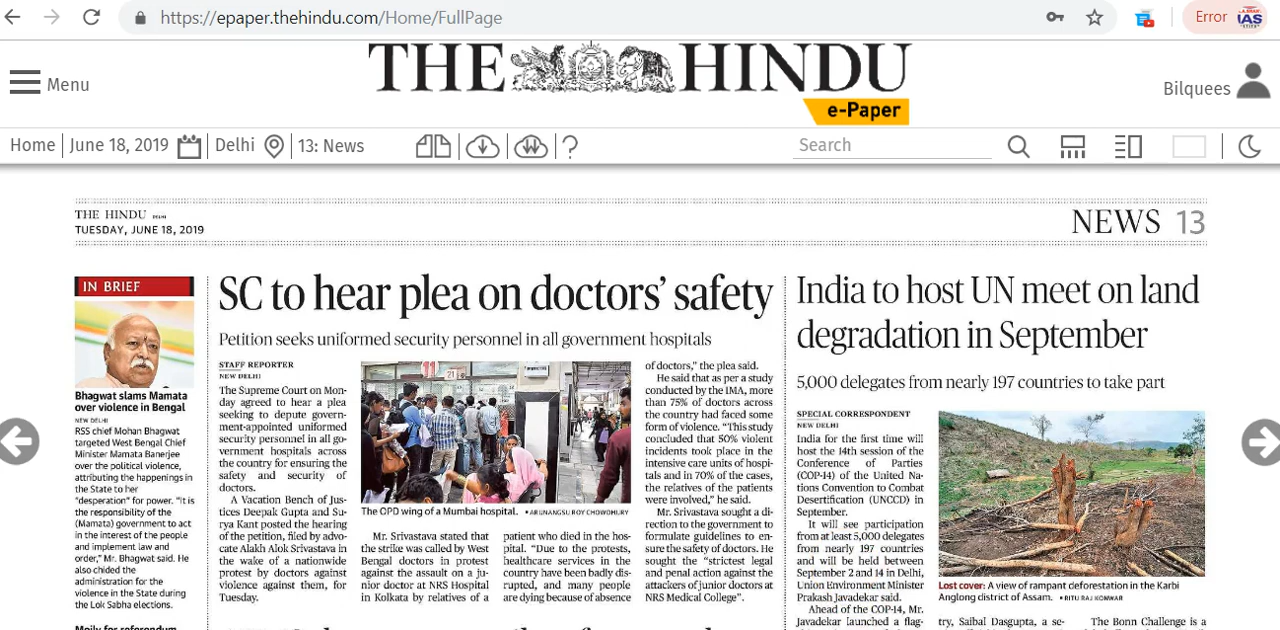 https://epaper.thehindu.com/Home/FullPage
Error
IAS
THE HINDU
e-Paper
Menu
Bilquees
Home
June 18, 2019
Delhi
13: News
?
Search
THE HINDU DELHI
TUESDAY, JUNE 18, 2019
NEWS 13
IN BRIEF
Bhagwat slams Mamata
over violence in Bengal
NEW DELHI
RSS chief Mohan Bhagwat
targeted West Bengal Chief
Minister Mamata Banerjee
over the political violence,
attributing the happenings in
the State to her
"desperation" for power. "It is
the responsibility of the
(Mamata) government to act
in the interest of the people
and implement law and
order," Mr. Bhagwat said. He
also chided the
administration for the
violence in the State during
the Lok Sabha elections.
Moily for referendum
SC to hear plea on doctors' safety
Petition seeks uniformed security personnel in all government hospitals
STAFF REPORTER
NEW DELHI
The Supreme Court on Mon-
day agreed to hear a plea
seeking to depute govern-
ment-appointed uniformed
security personnel in all go-
vernment hospitals across
the country for ensuring the
safety and security of
doctors.
A Vacation Bench of Jus-
tices Deepak Gupta and Su-
rya Kant posted the hearing
of the petition, filed by advo-
cate Alakh Alok Srivastava in
the wake of a nationwide
protest by doctors against
violence against them, for
Tuesday.
11
21
The OPD wing of a Mumbai hospital. • ARUNANGSU ROY CHOWDHURY
Mr. Srivastava stated that
the strike was called by West
Bengal doctors in protest
against the assault on a ju-
nior doctor at NRS Hospital
in Kolkata by relatives of a
patient who died in the hos-
pital. "Due to the protests,
healthcare services in the
country have been badly dis-
rupted, and many people
are dying because of absence
of doctors," the plea said.
He said that as per a study
conducted by the IMA, more
than 75% of doctors across
the country had faced some
form of violence. "This study
concluded that 50% violent
incidents took place in the
intensive care units of hospi-
tals and in 70% of the cases,
the relatives of the patients
were involved," he said.
Mr. Srivastava sought a di-
rection to the government to
formulate guidelines to en-
sure the safety of doctors. He
sought the "strictest legal
and penal action against the
attackers of junior doctors at
NRS Medical College".
India to host UN meet on land
degradation in September
5,000 delegates from nearly 197 countries to take part
SPECIAL CORRESPONDENT
NEW DELHI
India for the first time will
host the 14th session of the
Conference of Parties
(COP-14) of the United Na-
tions Convention to Combat
Desertification (UNCCD) in
September.
It will see participation
from at least 5,000 delegates
from nearly 197 countries
and will be held between
September 2 and 14 in Delhi,
Union Environment Minister
Prakash Javadekar said.
Ahead of the COP-14, Mr.
Javadekar launched a flag-
Lost cover: A view of rampant deforestation in the Karbi
Anglong district of Assam. • RITU RAJ KONWAR
try, Saibal Dasgupta, a se-
The Bonn Challenge is a